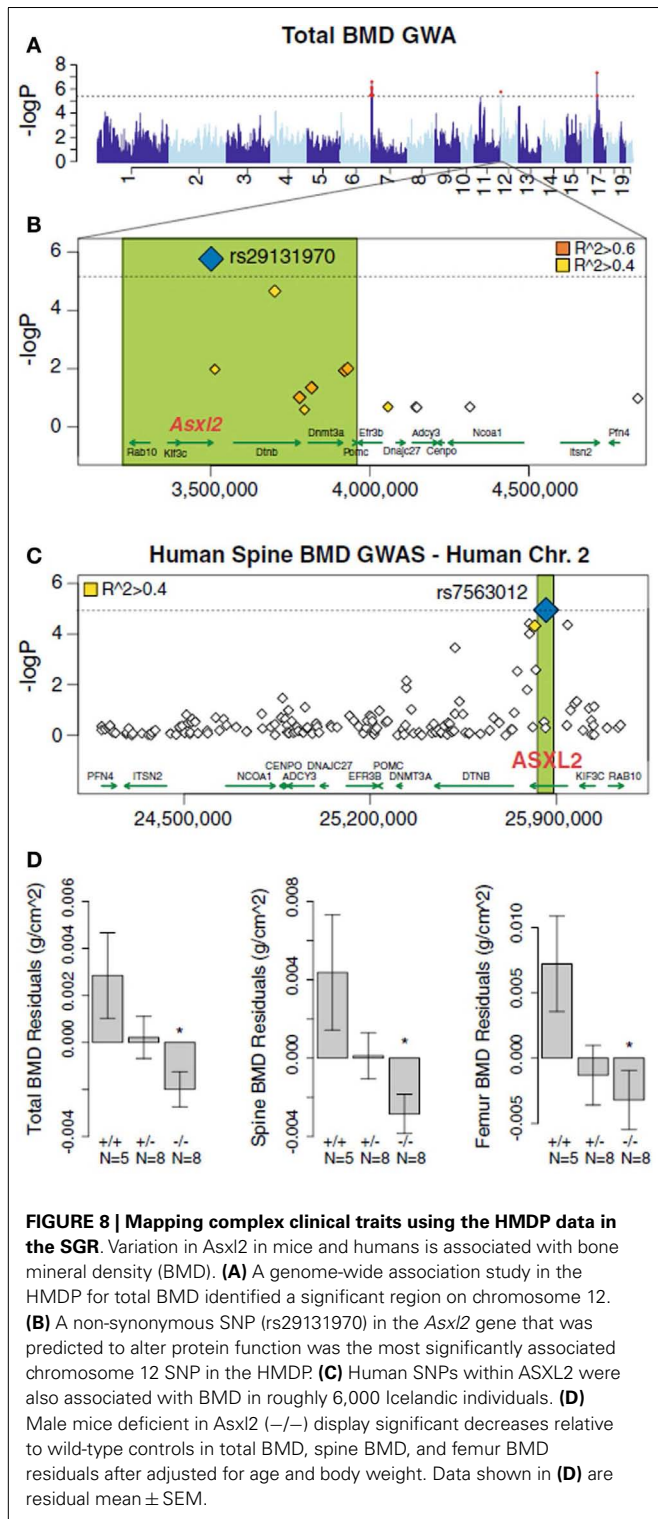 A
Total BMD GWA
-logP
8
6
4
2
0
1
2
3
4
5
6
7
8
9
10
11
12
13
14
15
17
19
B
-logP
6
4
2
0
rs29131970
R^2>0.6
R^2>0.4
Asxl2
Rab10
Kif3c
Dtnb
Dnmt3a
Pomc
Efr3b
Dnajc27
Adcy3
Cenpo
Ncoa1
Itsn2
Pfn4
3,500,000
4,000,000
4,500,000
C
Human Spine BMD GWAS - Human Chr. 2
-logP
6
4
2
0
R^2>0.4
rs7563012
PFN4
ITSN2
NCOA1
CENPO
ADCY3
DNAJC27
EFR3B
POMC
DNMT3A
DTNB
ASXL2
KIF3C
RAB10
24,500,000
25,200,000
25,900,000
D
Total BMD Residuals (g/cm^2)
0.006
0.004
0.002
0.000
-0.004
*
+/+ +/- -/-
N=5 N=8 N=8
Spine BMD Residuals (g/cm^2)
0.008
0.004
0.000
-0.004
*
+/+ +/- -/-
N=5 N=8 N=8
Femur BMD Residuals (g/cm^2)
0.010
0.005
0.000
-0.005
*
+/+ +/- -/-
N=5 N=8 N=8
FIGURE 8 | Mapping complex clinical traits using the HMDP data in
the SGR. Variation in Asxl2 in mice and humans is associated with bone
mineral density (BMD). (A) A genome-wide association study in the
HMDP for total BMD identified a significant region on chromosome 12.
(B) A non-synonymous SNP (rs29131970) in the Asxl2 gene that was
predicted to alter protein function was the most significantly associated
chromosome 12 SNP in the HMDP. (C) Human SNPs within ASXL2 were
also associated with BMD in roughly 6,000 Icelandic individuals. (D)
Male mice deficient in Asxl2 (−/−) display significant decreases relative
to wild-type controls in total BMD, spine BMD, and femur BMD
residuals after adjusted for age and body weight. Data shown in (D) are
residual mean ± SEM.